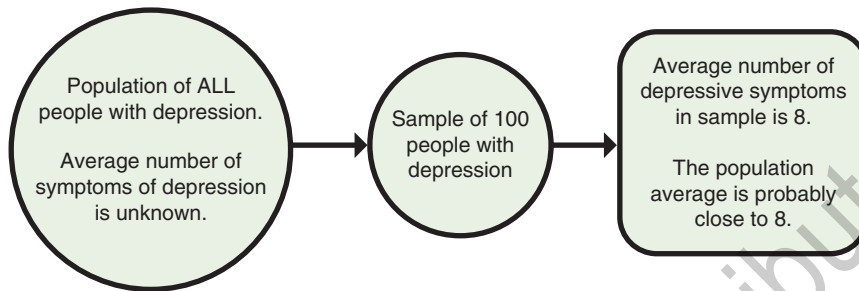 Population of ALL
people with depression.
Average number of
symptoms of depression
is unknown.
Sample of 100
people with
depression
Average number of
depressive symptoms
in sample is 8.
The population
average is probably
close to 8.